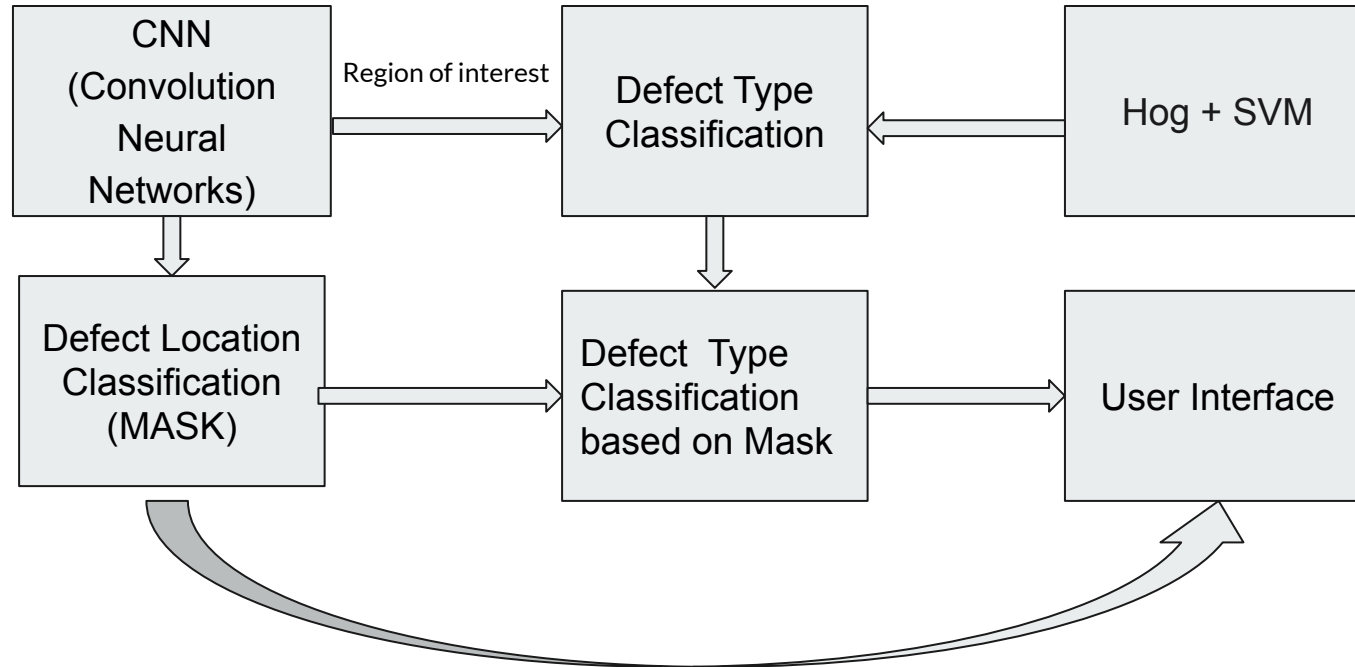 CNN
(Convolution
Neural
Networks)
Region of interest
Defect Type
Classification
Hog + SVM
Defect Location
Classification
(MASK)
Defect Type
Classification
based on Mask
User Interface